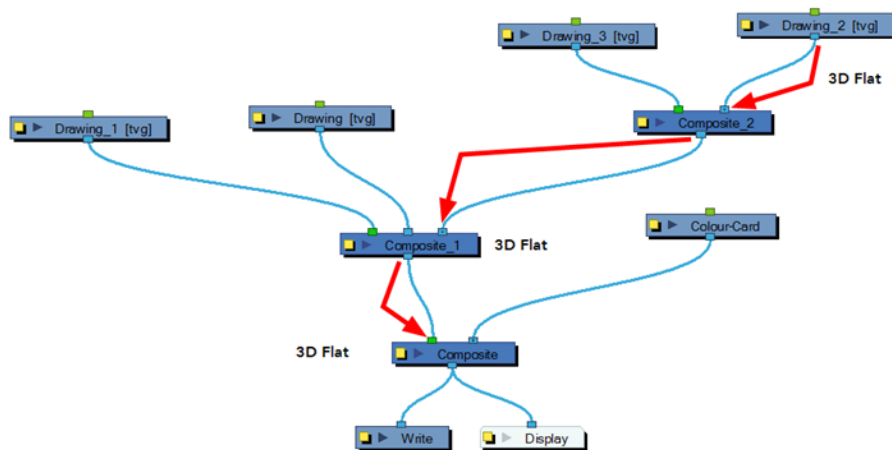 Drawing_3 [tvg]
Drawing_2 [tvg]
3D Flat
Drawing_1 [tvg]
Drawing [tvg]
Composite_2
Colour-Card
Composite_1
3D Flat
3D Flat
Composite
Write
Display